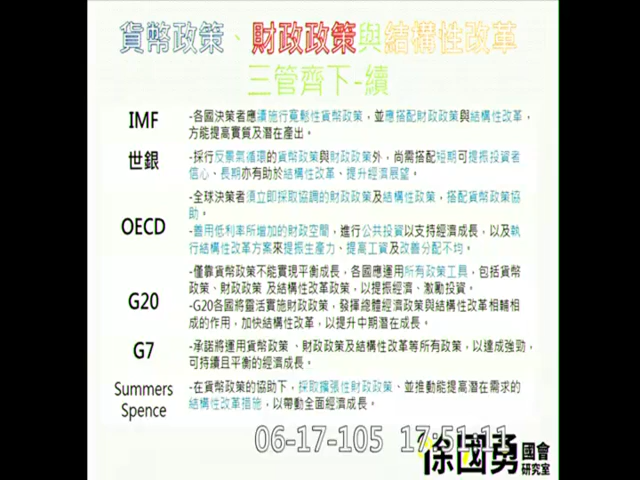 貨幣政策、財政政策與結構性改革
三管齊下-續
IMF
-各國決策者應續施行寬鬆性貨幣政策，並應搭配財政政策與結構性改革，
方能提高實質及潛在產出。
世銀
-採行反景氣循環的貨幣政策與財政政策外，尚需搭配短期可提振投資者
信心、長期亦有助於結構性改革、提升經濟展望。
OECD
-全球決策者須立即採取協調的財政政策及結構性政策，搭配貨幣政策協
助。
-善用低利率所增加的財政空間，進行公共投資以支持經濟成長，以及執
行結構性改革方案來提振生產力、提高工資及改善分配不均。
G20
-僅靠貨幣政策不能實現平衡成長，各國應運用所有政策工具，包括貨幣
政策、財政政策 及結構性改革政策，以提振經濟、激勵投資。
-G20各國將靈活實施財政政策，發揮總體經濟政策與結構性改革相輔相
成的作用，加快結構性改革，以提升中期潛在成長。
G7
-承諾將運用貨幣政策 、財政政策及結構性改革等所有政策，以達成強勁，
可持續且平衡的經濟成長。
Summers
Spence
-在貨幣政策的協助下，採取擴張性財政政策、並推動能提高潛在需求的
結構性改革措施，以帶動全面經濟成長。
06-17-105 17:51:11
徐國勇 國會
研究室